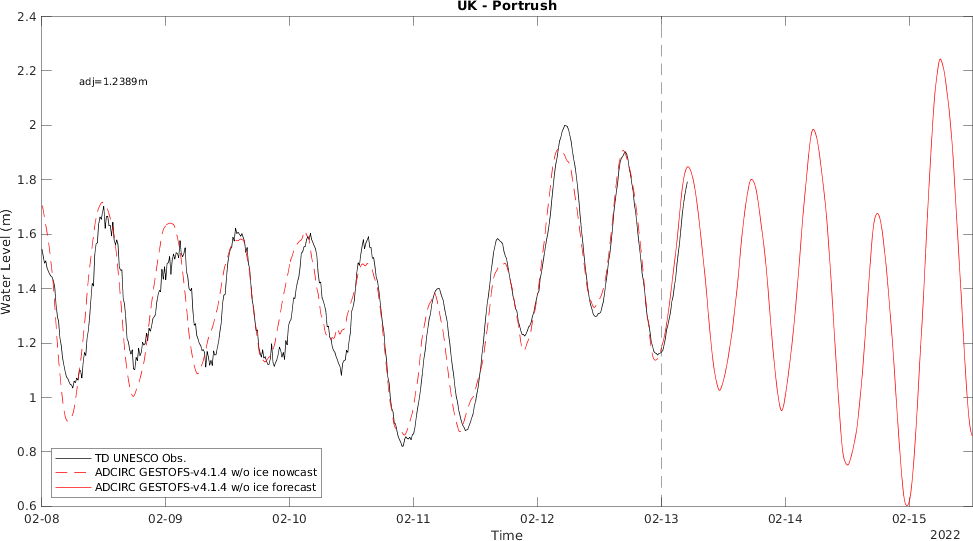 UK - Portrush
2.4
2.2
2
1.8
1.6
1.4
1.2
1
0.8
0.6
Water Level (m)
adj=1.2389m
TD UNESCO Obs.
ADCIRC GESTOFS-v4.1.4 w/o ice nowcast
ADCIRC GESTOFS-v4.1.4 w/o ice forecast
02-08 02-09 02-10 02-11 02-12 02-13 02-14 02-15
Time
2022